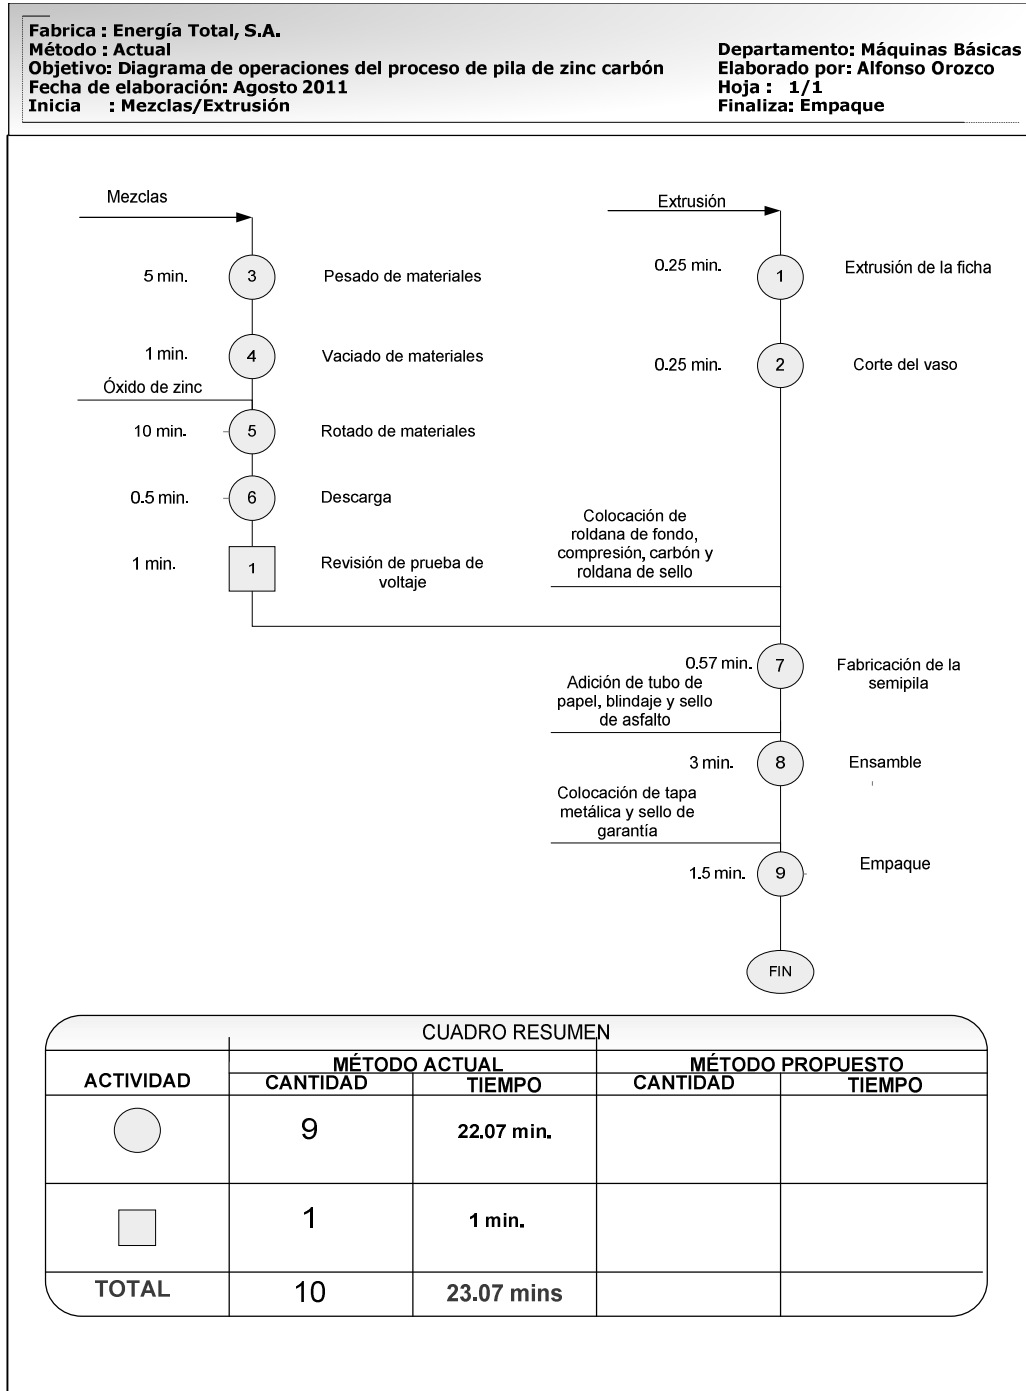 Fabrica : Energía Total, S.A.
Método : Actual
Objetivo: Diagrama de operaciones del proceso de pila de zinc carbón
Fecha de elaboración: Agosto 2011
Inicia : Mezclas/Extrusión
Departamento: Máquinas Básicas
Elaborado por: Alfonso Orozco
Hoja : 1/1
Finaliza: Empaque
Mezclas
5 min.
3
Pesado de materiales
1 min.
4
Vaciado de materiales
Óxido de zinc
10 min.
5
Rotado de materiales
0.5 min.
6
Descarga
1 min.
1
Revisión de prueba de
voltaje
Extrusión
0.25 min.
1
Extrusión de la ficha
0.25 min.
2
Corte del vaso
Colocación de
roldana de fondo,
compresión, carbón y
roldana de sello
0.57 min.
7
Fabricación de la
semipila
Adición de tubo de
papel, blindaje y sello
de asfalto
3 min.
8
Ensamble
Colocación de tapa
metálica y sello de
garantía
1.5 min.
9
Empaque
FIN
CUADRO RESUMEN
ACTIVIDAD
MÉTODO ACTUAL
MÉTODO PROPUESTO
CANTIDAD
TIEMPO
CANTIDAD
TIEMPO
9
22.07 min.
1
1 min.
TOTAL
10
23.07 mins